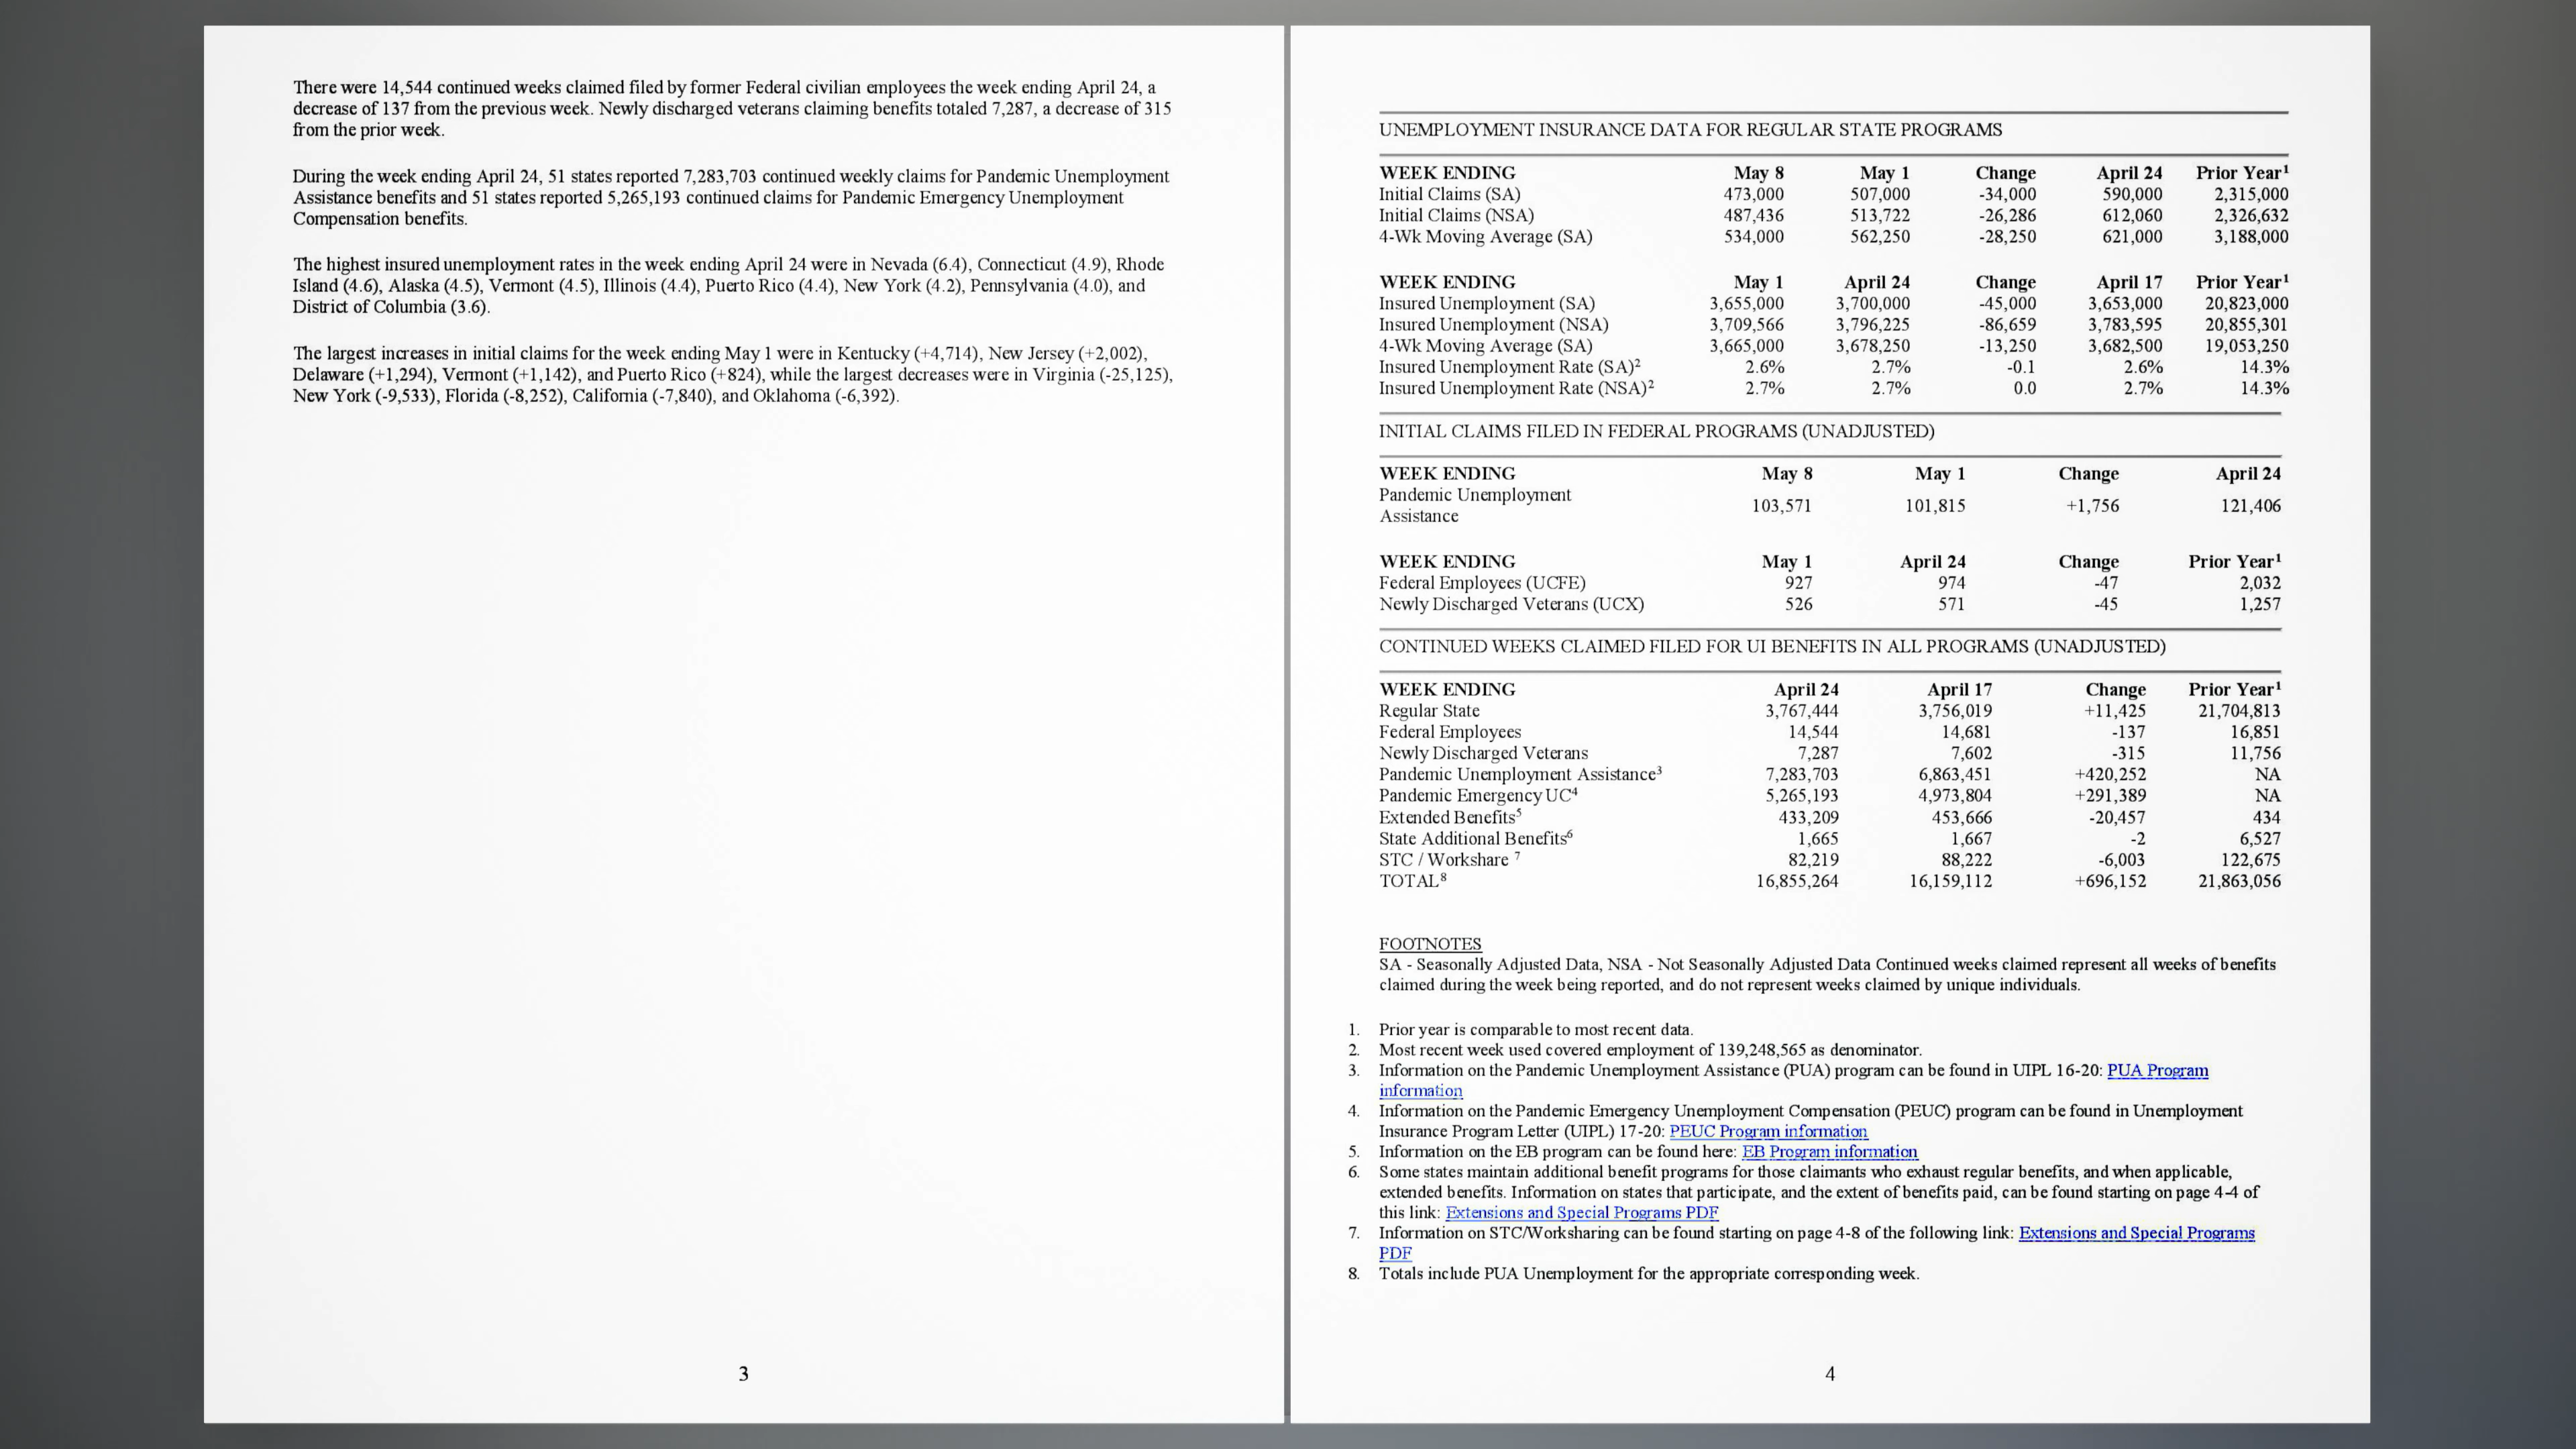 There were 14,544 continued weeks claimed filed by former Federal civilian employees the week ending April 24, a
decrease of 137 from the previous week. Newly discharged veterans claiming benefits totaled 7,287, a decrease of 315
from the prior week.
During the week ending April 24, 51 states reported 7,283,703 continued weekly claims for Pandemic Unemployment
Assistance benefits and 51 states reported 5,265,193 continued claims for Pandemic Emergency Unemployment
Compensation benefits.
The highest insured unemployment rates in the week ending April 24 were in Nevada (6.4), Connecticut (4.9), Rhode
Island (4.6), Alaska (4.5), Vermont (4.5), Illinois (4.4), Puerto Rico (4.4), New York (4.2), Pennsylvania (4.0), and
District of Columbia (3.6).
The largest increases in initial claims for the week ending May 1 were in Kentucky (+4,714), New Jersey (+2,002),
Delaware (+1,294), Vermont (+1,142), and Puerto Rico (+824), while the largest decreases were in Virginia (-25,125),
New York (-9,533), Florida (-8,252), California (-7,840), and Oklahoma (-6,392).
3
UNEMPLOYMENT INSURANCE DATA FOR REGULAR STATE PROGRAMS
WEEK ENDING May 8 May 1 Change April 24 Prior Year¹
Initial Claims (SA) 473,000 507,000 -34,000 590,000 2,315,000
Initial Claims (NSA) 487,436 513,722 -26,286 612,060 2,326,632
4-Wk Moving Average (SA) 534,000 562,250 -28,250 621,000 3,188,000
WEEK ENDING May 1 April 24 Change April 17 Prior Year¹
Insured Unemployment (SA) 3,655,000 3,700,000 -45,000 3,653,000 20,823,000
Insured Unemployment (NSA) 3,709,566 3,796,225 -86,659 3,783,595 20,855,301
4-Wk Moving Average (SA) 3,665,000 3,678,250 -13,250 3,682,500 19,053,250
Insured Unemployment Rate (SA)² 2.6% 2.7% -0.1 2.6% 14.3%
Insured Unemployment Rate (NSA)² 2.7% 2.7% 0.0 2.7% 14.3%
INITIAL CLAIMS FILED IN FEDERAL PROGRAMS (UNADJUSTED)
WEEK ENDING May 8 May 1 Change April 24
Pandemic Unemployment
Assistance 103,571 101,815 +1,756 121,406
WEEK ENDING May 1 April 24 Change Prior Year¹
Federal Employees (UCFE) 927 974 -47 2,032
Newly Discharged Veterans (UCX) 526 571 -45 1,257
CONTINUED WEEKS CLAIMED FILED FOR UI BENEFITS IN ALL PROGRAMS (UNADJUSTED)
WEEK ENDING April 24 April 17 Change Prior Year¹
Regular State 3,767,444 3,756,019 +11,425 21,704,813
Federal Employees 14,544 14,681 -137 16,851
Newly Discharged Veterans 7,287 7,602 -315 11,756
Pandemic Unemployment Assistance³ 7,283,703 6,863,451 +420,252 NA
Pandemic Emergency UC⁴ 5,265,193 4,973,804 +291,389 NA
Extended Benefits⁵ 433,209 453,666 -20,457 434
State Additional Benefits⁶ 1,665 1,667 -2 6,527
STC / Workshare ⁷ 82,219 88,222 -6,003 122,675
TOTAL⁸ 16,855,264 16,159,112 +696,152 21,863,056
FOOTNOTES
SA - Seasonally Adjusted Data, NSA - Not Seasonally Adjusted Data Continued weeks claimed represent all weeks of benefits
claimed during the week being reported, and do not represent weeks claimed by unique individuals.
1. Prior year is comparable to most recent data.
2. Most recent week used covered employment of 139,248,565 as denominator.
3. Information on the Pandemic Unemployment Assistance (PUA) program can be found in UIPL 16-20: PUA Program
information
4. Information on the Pandemic Emergency Unemployment Compensation (PEUC) program can be found in Unemployment
Insurance Program Letter (UIPL) 17-20: PEUC Program information
5. Information on the EB program can be found here: EB Program information
6. Some states maintain additional benefit programs for those claimants who exhaust regular benefits, and when applicable,
extended benefits. Information on states that participate, and the extent of benefits paid, can be found starting on page 4-4 of
this link: Extensions and Special Programs PDF
7. Information on STC/Worksharing can be found starting on page 4-8 of the following link: Extensions and Special Programs
PDF
8. Totals include PUA Unemployment for the appropriate corresponding week.
4